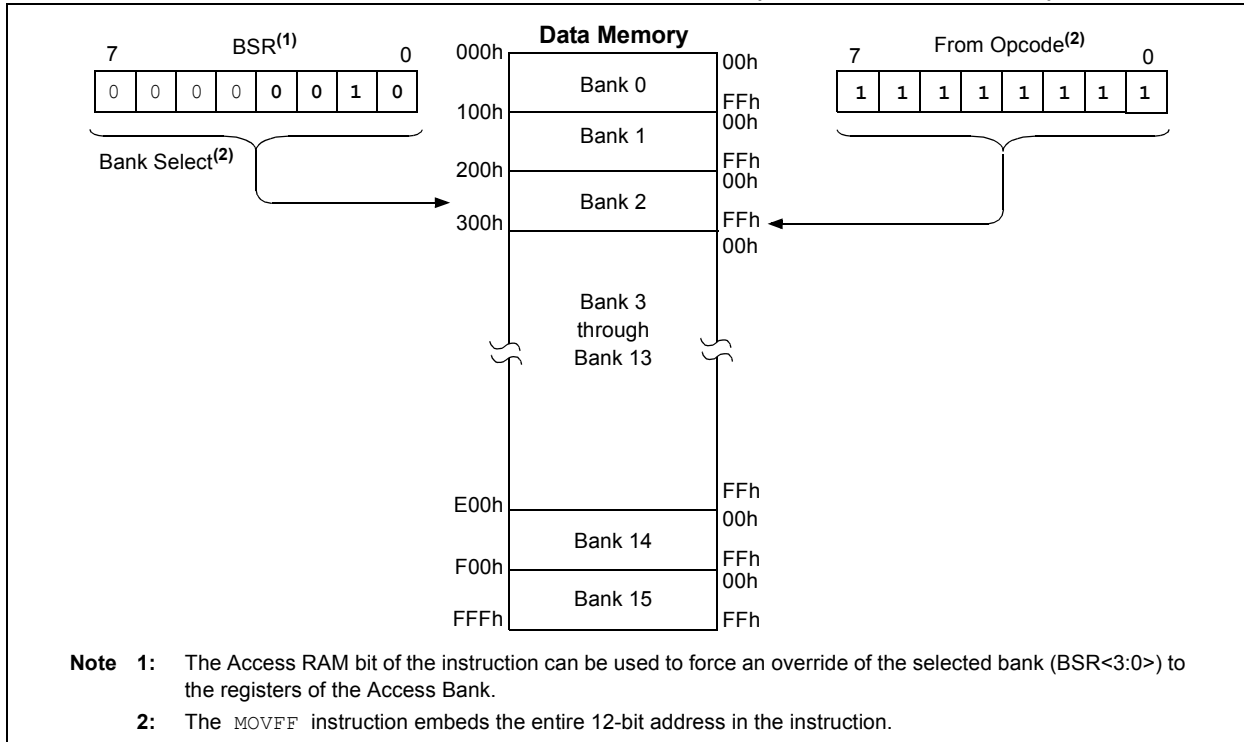 Data Memory
7 BSR(1) 0
0 0 0 0 0 0 1 0
Bank Select(2)
7 From Opcode(2) 0
1 1 1 1 1 1 1 1
000h 00h
Bank 0
FFh
100h 00h
Bank 1
FFh
200h 00h
Bank 2
FFh
300h
00h
Bank 3
through
Bank 13
FFh
E00h 00h
Bank 14
FFh
F00h 00h
Bank 15
FFFh FFh
Note 1: The Access RAM bit of the instruction can be used to force an override of the selected bank (BSR<3:0>) to
the registers of the Access Bank.
2: The MOVFF instruction embeds the entire 12-bit address in the instruction.